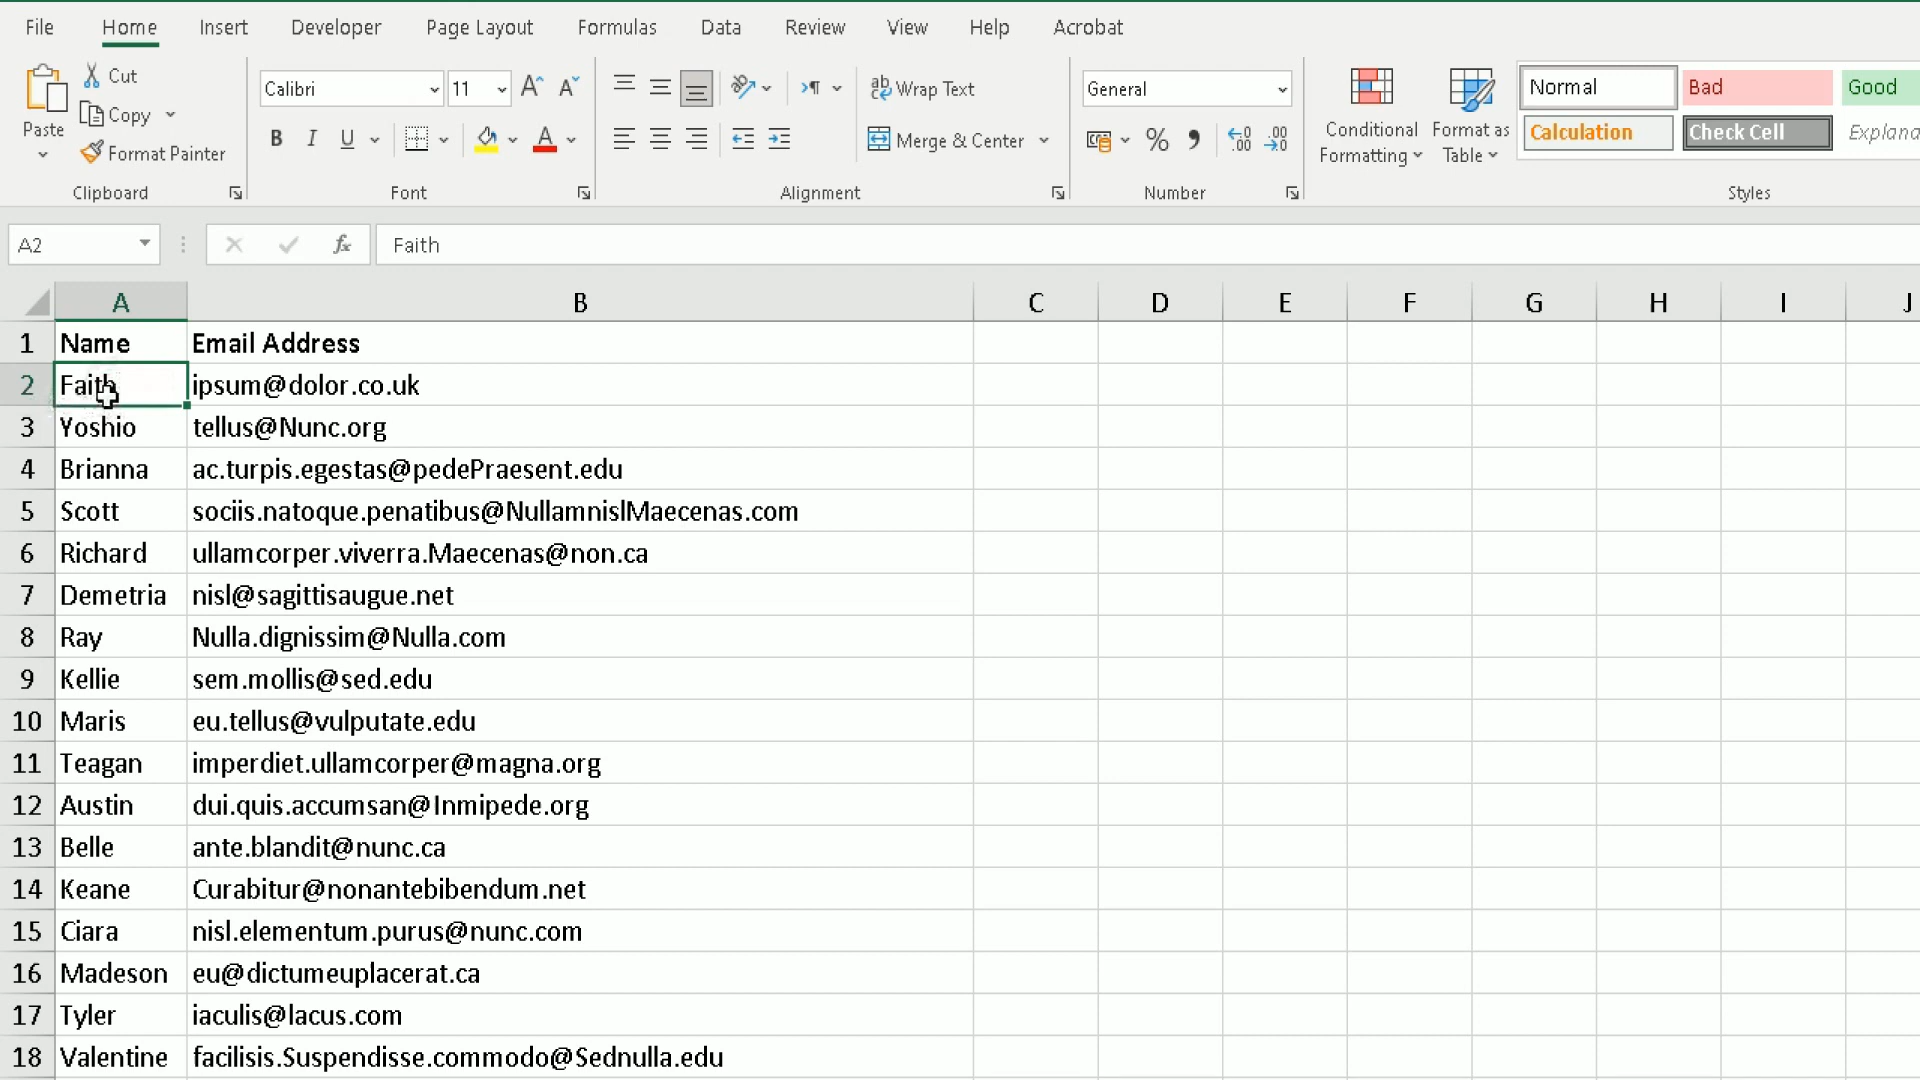 File Home Insert Developer Page Layout Formulas Data Review View Help Acrobat
Cut
Copy
Format Painter
Paste
Clipboard
Calibri 11
B I U
Font
Wrap Text
Merge & Center
Alignment
General
Number
Conditional Formatting
Format as Table
Normal Bad Good
Calculation Check Cell Explana
Styles
A2 fx Faith
A B C D E F G H I J
1 Name Email Address
2 Faith ipsum@dolor.co.uk
3 Yoshio tellus@Nunc.org
4 Brianna ac.turpis.egestas@pedePraesent.edu
5 Scott sociis.natoque.penatibus@NullamnislMaecenas.com
6 Richard ullamcorper.viverra.Maecenas@non.ca
7 Demetria nisl@sagittisaugue.net
8 Ray Nulla.dignissim@Nulla.com
9 Kellie sem.mollis@sed.edu
10 Maris eu.tellus@vulputate.edu
11 Teagan imperdiet.ullamcorper@magna.org
12 Austin dui.quis.accumsan@Inmipede.org
13 Belle ante.blandit@nunc.ca
14 Keane Curabitur@nonantebibendum.net
15 Ciara nisl.elementum.purus@nunc.com
16 Madeson eu@dictumeuplacerat.ca
17 Tyler iaculis@lacus.com
18 Valentine facilisis.Suspendisse.commodo@Sednulla.edu